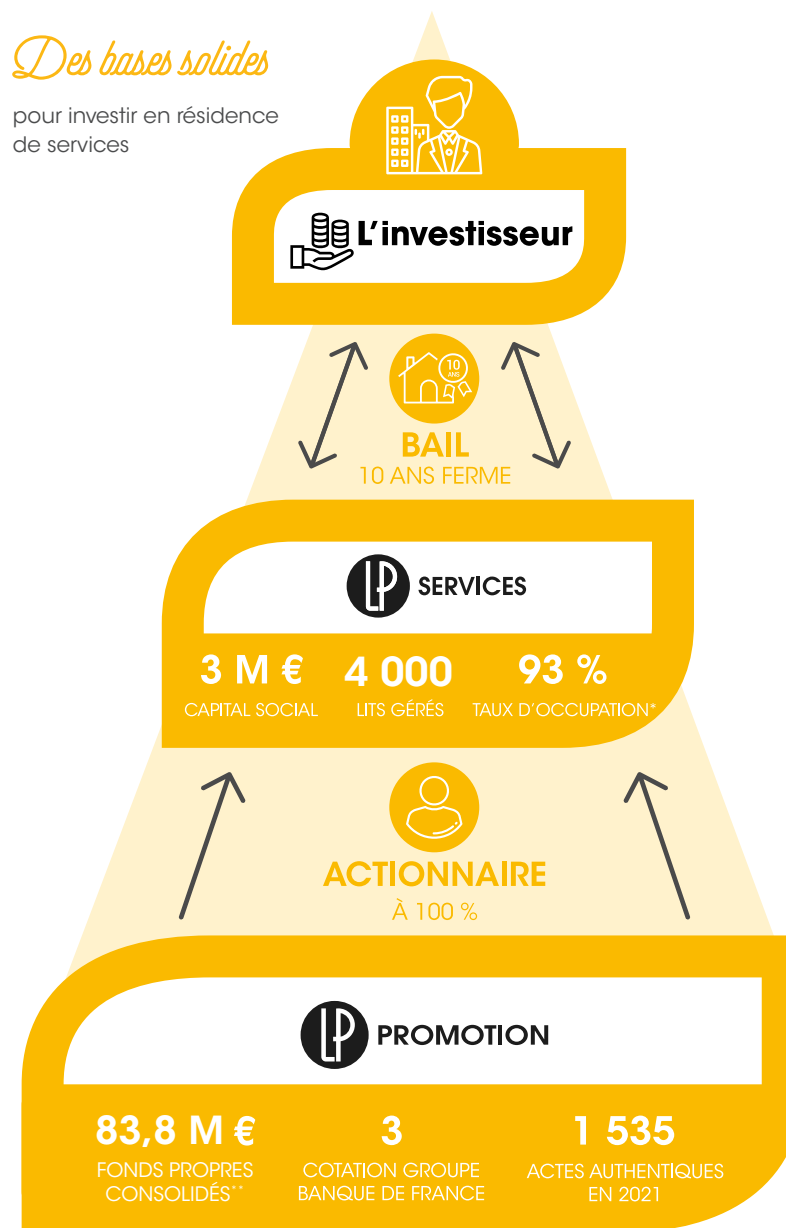 Des bases solides
pour investir en résidence
de services
L'investisseur
10
ANS
BAIL
10 ANS FERME
LP SERVICES
3 M €
CAPITAL SOCIAL
4 000
LITS GÉRÉS
93 %
TAUX D'OCCUPATION*
ACTIONNAIRE
À 100 %
LP PROMOTION
83,8 M €
FONDS PROPRES
CONSOLIDÉS**
3
COTATION GROUPE
BANQUE DE FRANCE
1 535
ACTES AUTHENTIQUES
EN 2021